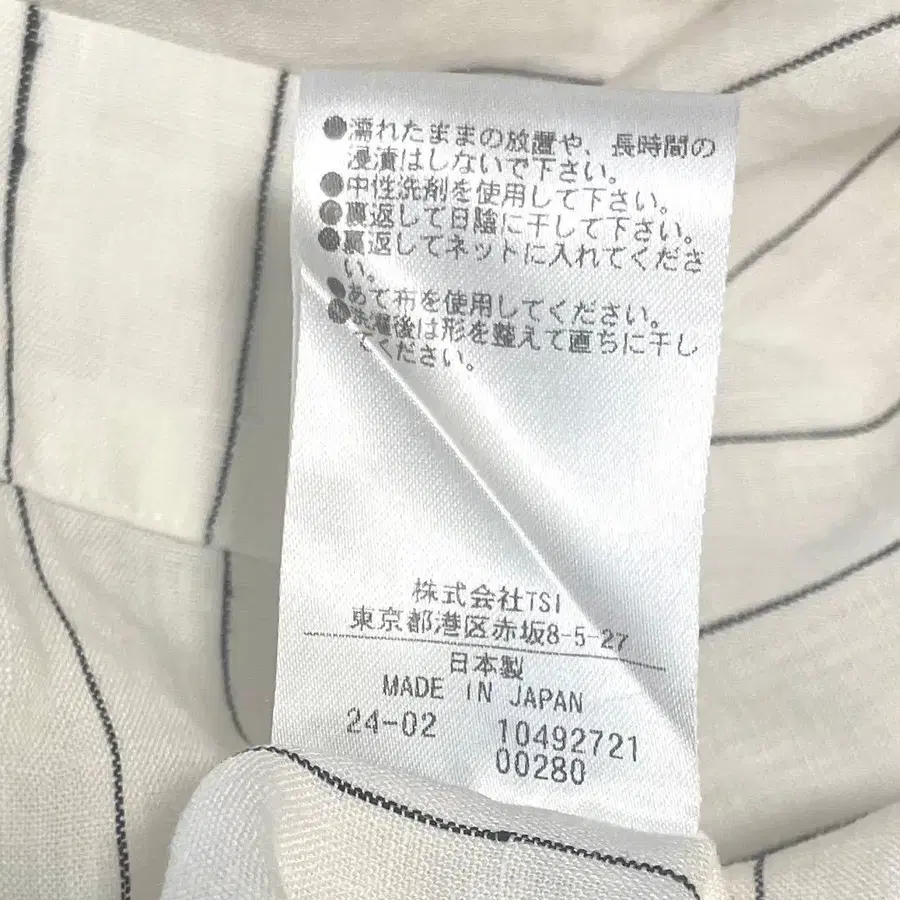 ●濡れたままの放置や、長時間の
浸漬はしないで下さい。
●中性洗剤を使用して下さい。
●裏返して日陰に干して下さい。
●裏返してネットに入れてくださ
い。
●あて布を使用してください。
●洗濯後は形を整えて直ちに干し
てください。
株式会社TSI
東京都港区赤坂8-5-27
日本製
MADE IN JAPAN
24-02 10492721
00280